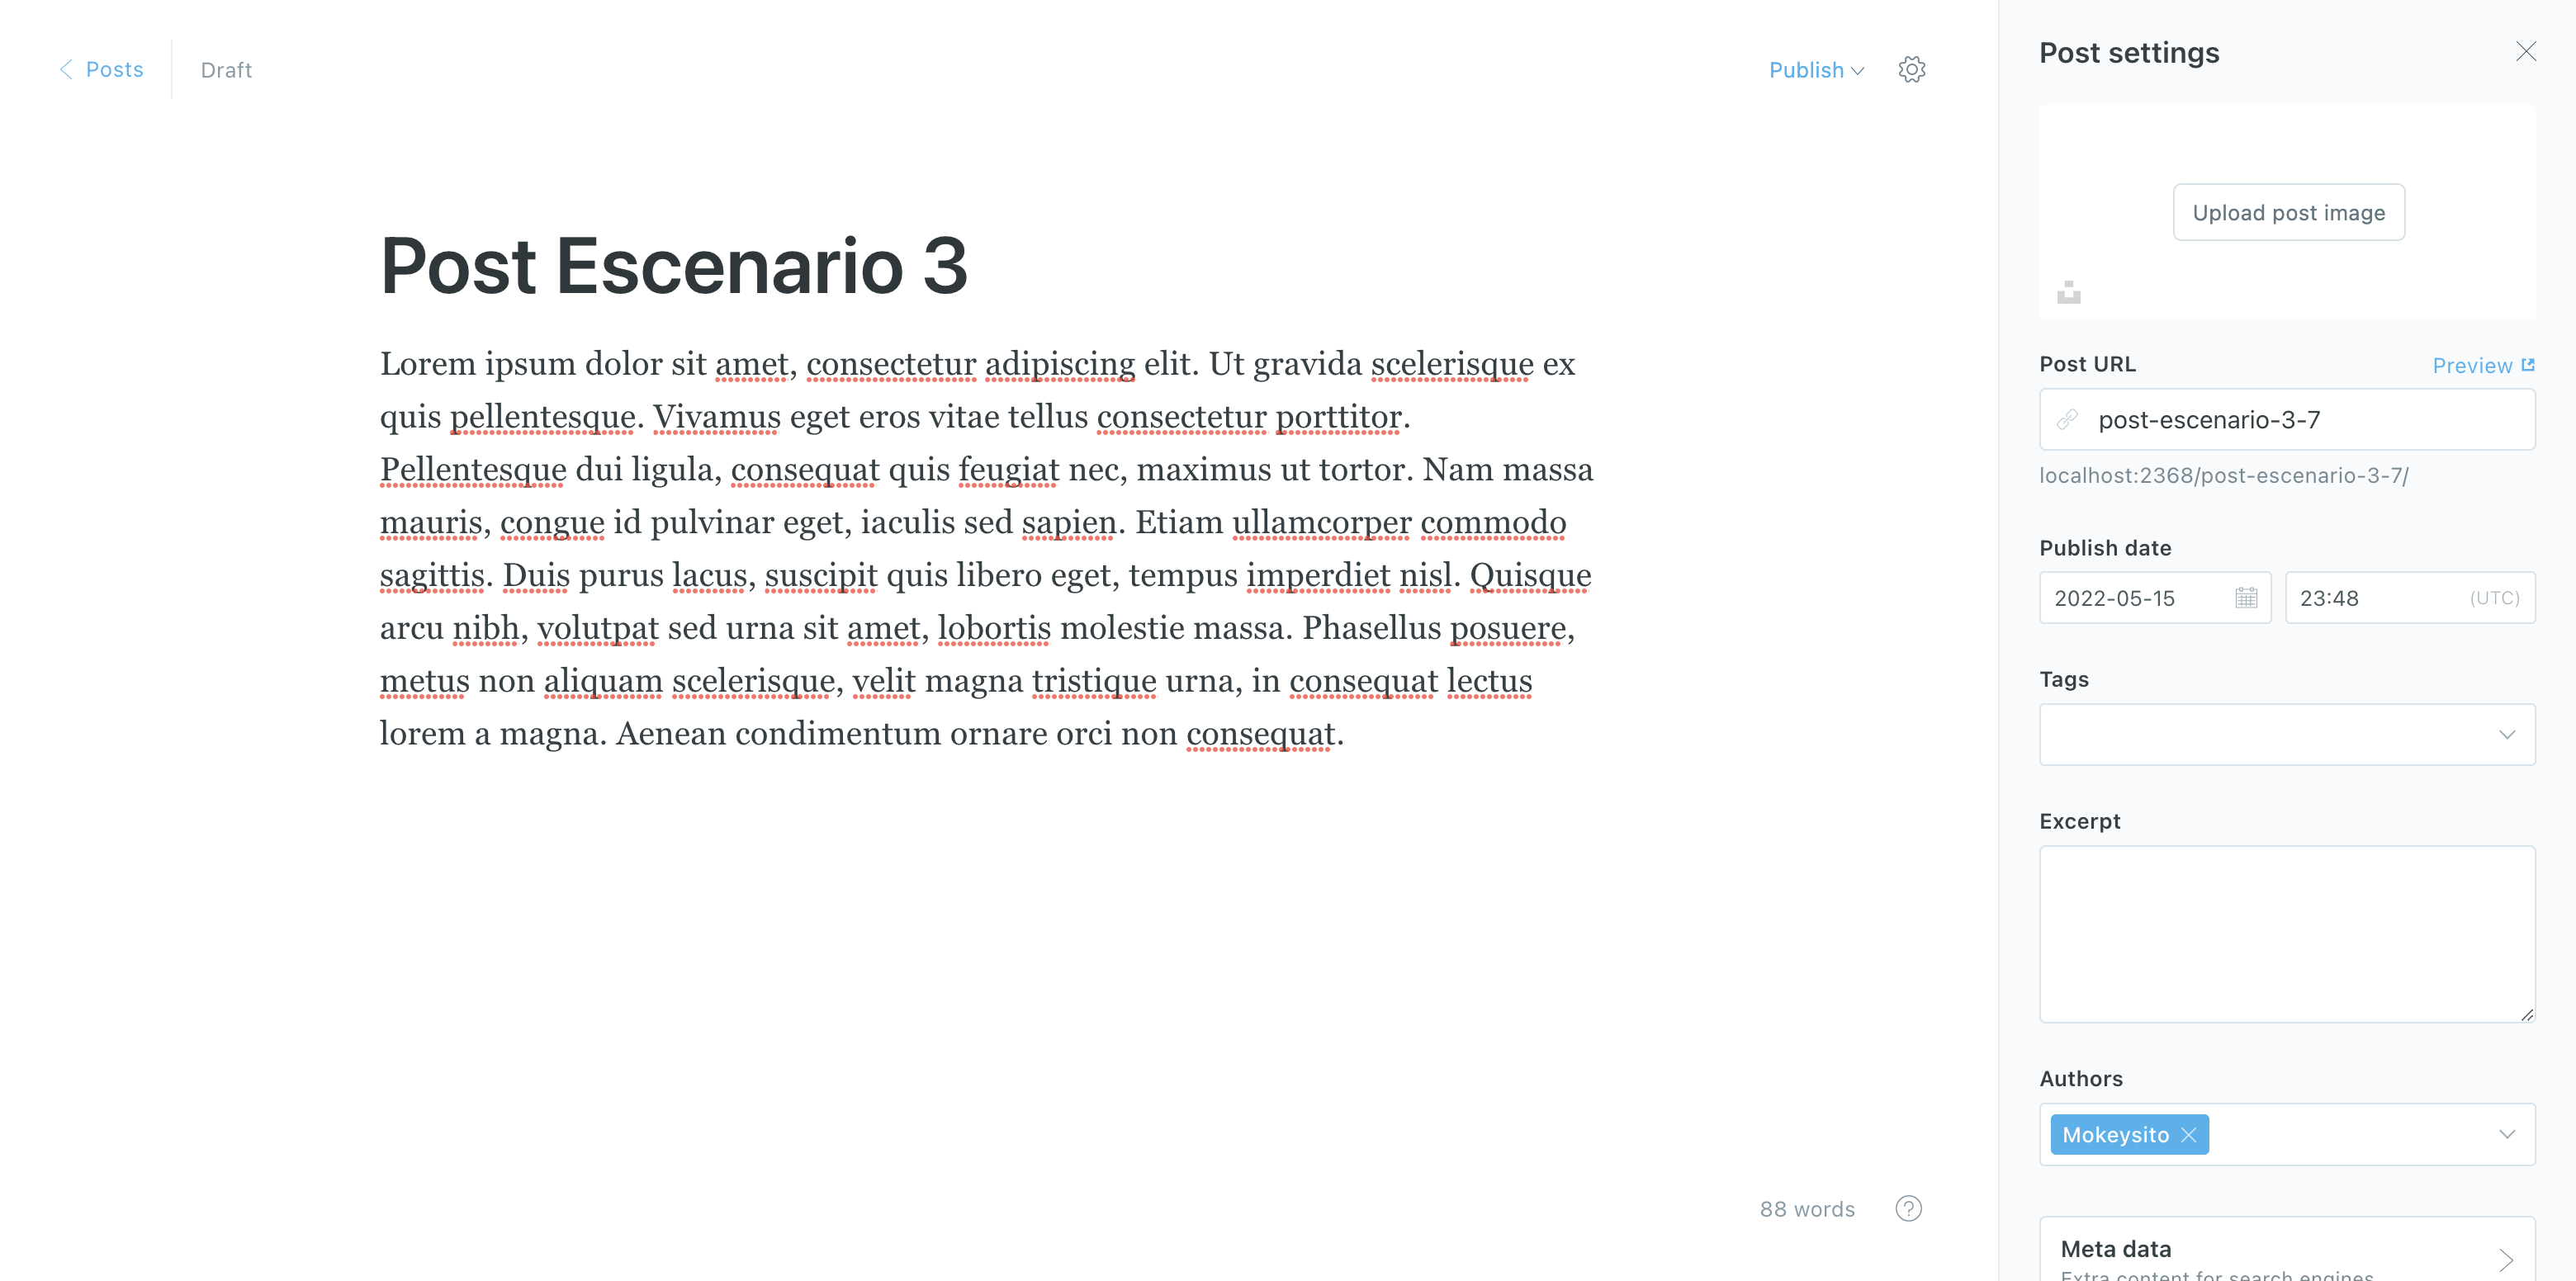 Posts
Draft
Publish
Post Escenario 3
Lorem ipsum dolor sit amet, consectetur adipiscing elit. Ut gravida scelerisque ex
quis pellentesque. Vivamus eget eros vitae tellus consectetur porttitor.
Pellentesque dui ligula, consequat quis feugiat nec, maximus ut tortor. Nam massa
mauris, congue id pulvinar eget, iaculis sed sapien. Etiam ullamcorper commodo
sagittis. Duis purus lacus, suscipit quis libero eget, tempus imperdiet nisl. Quisque
arcu nibh, volutpat sed urna sit amet, lobortis molestie massa. Phasellus posuere,
metus non aliquam scelerisque, velit magna tristique urna, in consequat lectus
lorem a magna. Aenean condimentum ornare orci non consequat.
88 words
?
Post settings
Upload post image
Post URL
Preview
post-escenario-3-7
localhost:2368/post-escenario-3-7/
Publish date
2022-05-15
23:48
(UTC)
Tags
Excerpt
Authors
Mokeysito
Meta data
Extra content for search engines